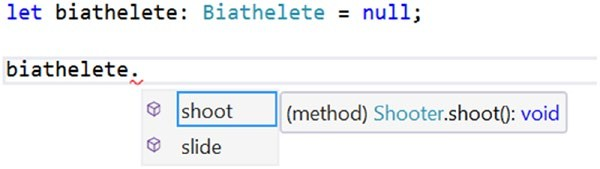 let biathelete: Biathelete = null;
biathelete.
shoot
(method) Shooter.shoot(): void
slide